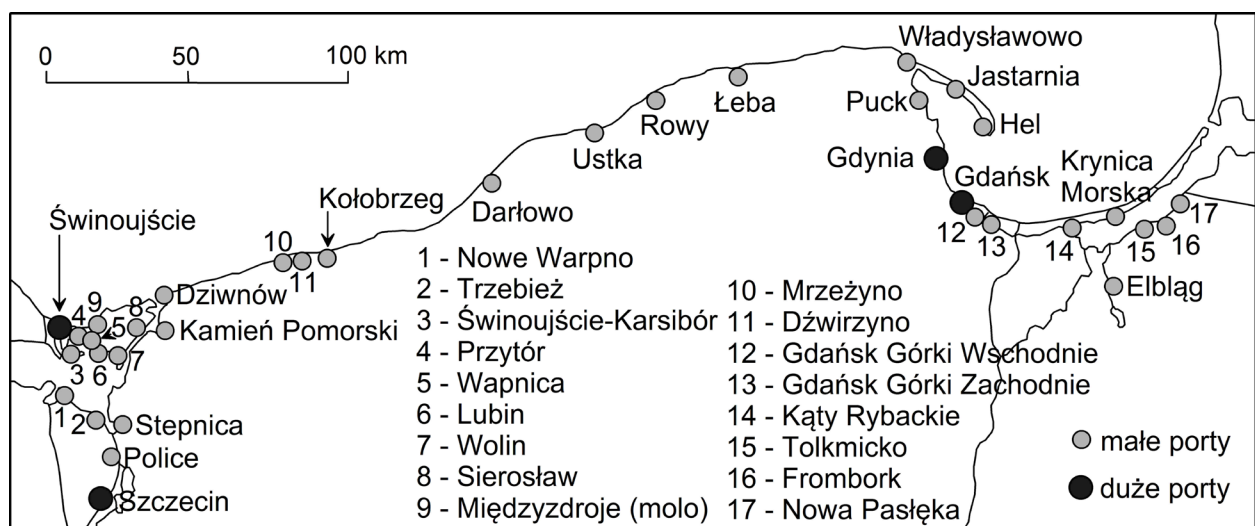 0 50 100 km
Władysławowo
Jastarnia
Łeba
Puck
Rowy
Hel
Ustka
Gdynia
Krynica
Morska
Gdańsk
Kołobrzeg
Darłowo
Świnoujście
12
13
14
15
16
17
10
11
Elbląg
Dziwnów
9
8
4
5
Kamień Pomorski
3
6
7
1
2
Stepnica
Police
Szczecin
1 - Nowe Warpno
2 - Trzebież
3 - Świnoujście-Karsibór
4 - Przytór
5 - Wapnica
6 - Lubin
7 - Wolin
8 - Sierosław
9 - Międzyzdroje (molo)
10 - Mrzeżyno
11 - Dźwirzyno
12 - Gdańsk Górki Wschodnie
13 - Gdańsk Górki Zachodnie
14 - Kąty Rybackie
15 - Tolkmicko
16 - Frombork
17 - Nowa Pasłęka
małe porty
duże porty